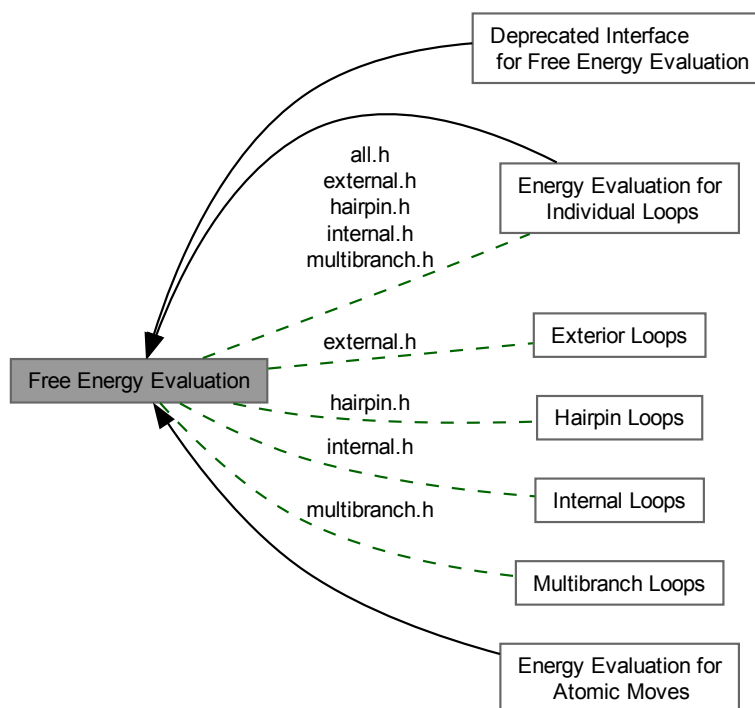 Deprecated Interface
for Free Energy Evaluation
all.h
external.h
hairpin.h
internal.h
multibranch.h
Energy Evaluation for
Individual Loops
external.h
Exterior Loops
Free Energy Evaluation
hairpin.h
Hairpin Loops
internal.h
Internal Loops
multibranch.h
Multibranch Loops
Energy Evaluation for
Atomic Moves